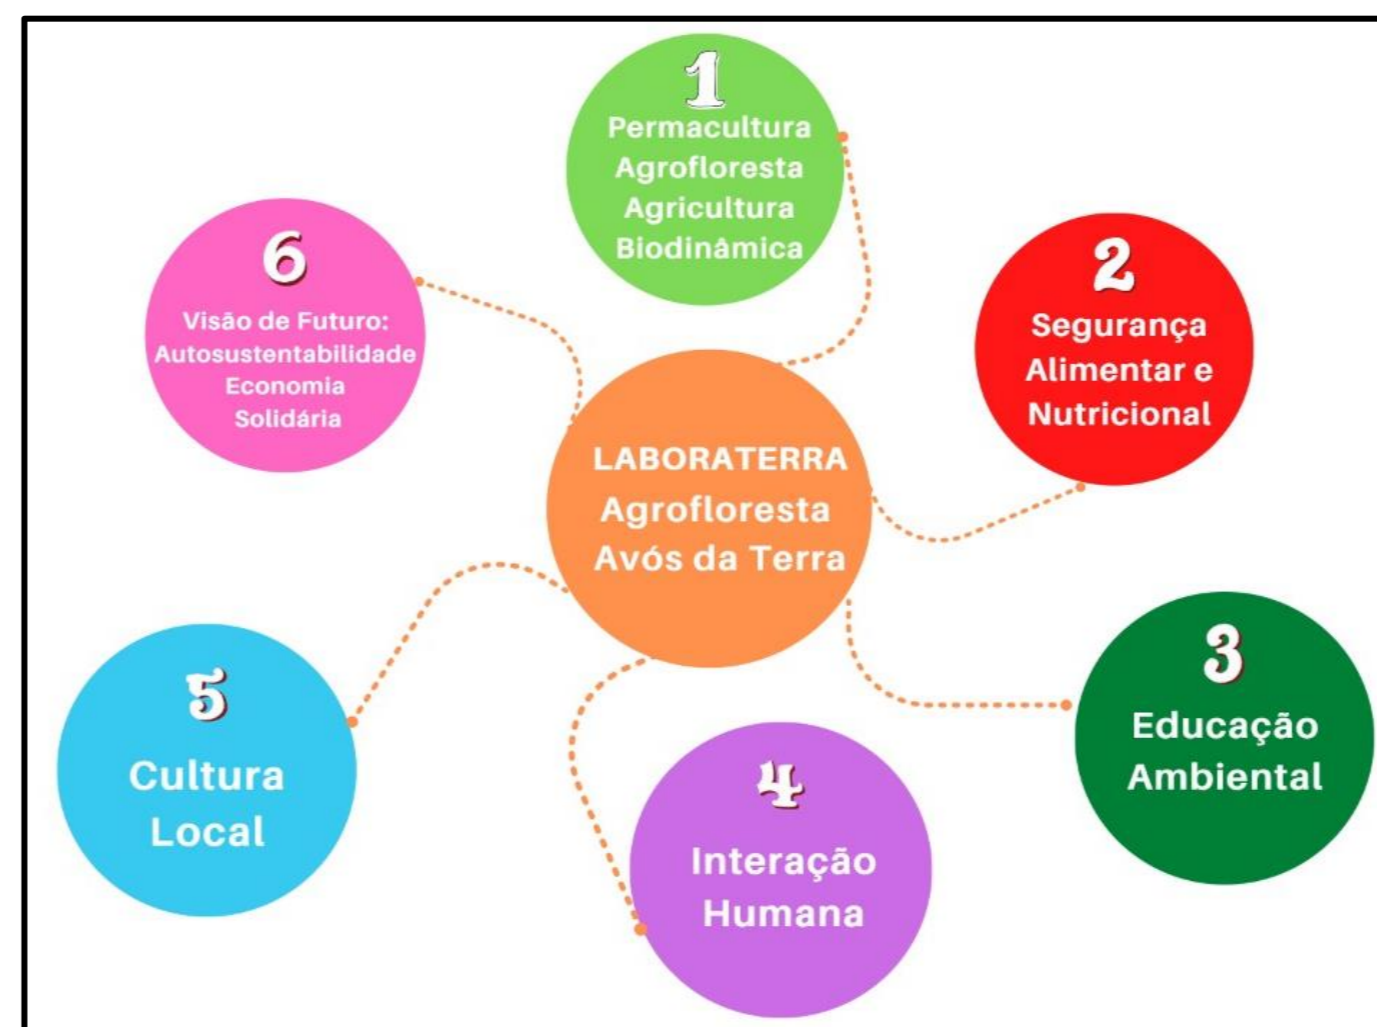 1
Permacultura
Agrofloresta
Agricultura
Biodinâmica
2
Segurança
Alimentar e
Nutricional
3
Educação
Ambiental
4
Interação
Humana
5
Cultura
Local
6
Visão de Futuro:
Autosustentabilidade
Economia
Solidária
LABORATERRA
Agrofloresta
Avós da Terra